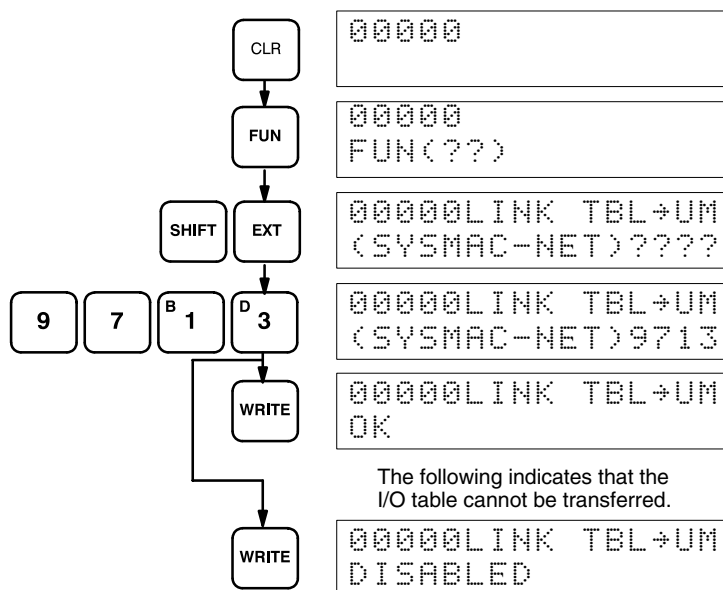 CLR
00000
FUN
00000
FUN(??)
SHIFT EXT
00000LINK TBL→UM
(SYSMAC-NET)????
9 7 B 1 D 3
00000LINK TBL→UM
(SYSMAC-NET)9713
WRITE
00000LINK TBL→UM
OK
The following indicates that the
I/O table cannot be transferred.
WRITE
00000LINK TBL→UM
DISABLED